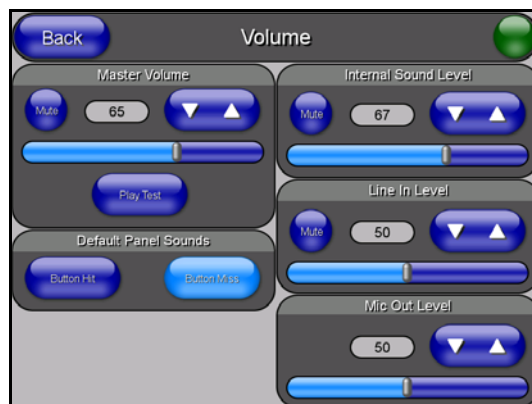 Back
Volume
Master Volume
Mute
65
Play Test
Default Panel Sounds
Button Hit
Button Miss
Internal Sound Level
Mute
67
Line In Level
Mute
50
Mic Out Level
50